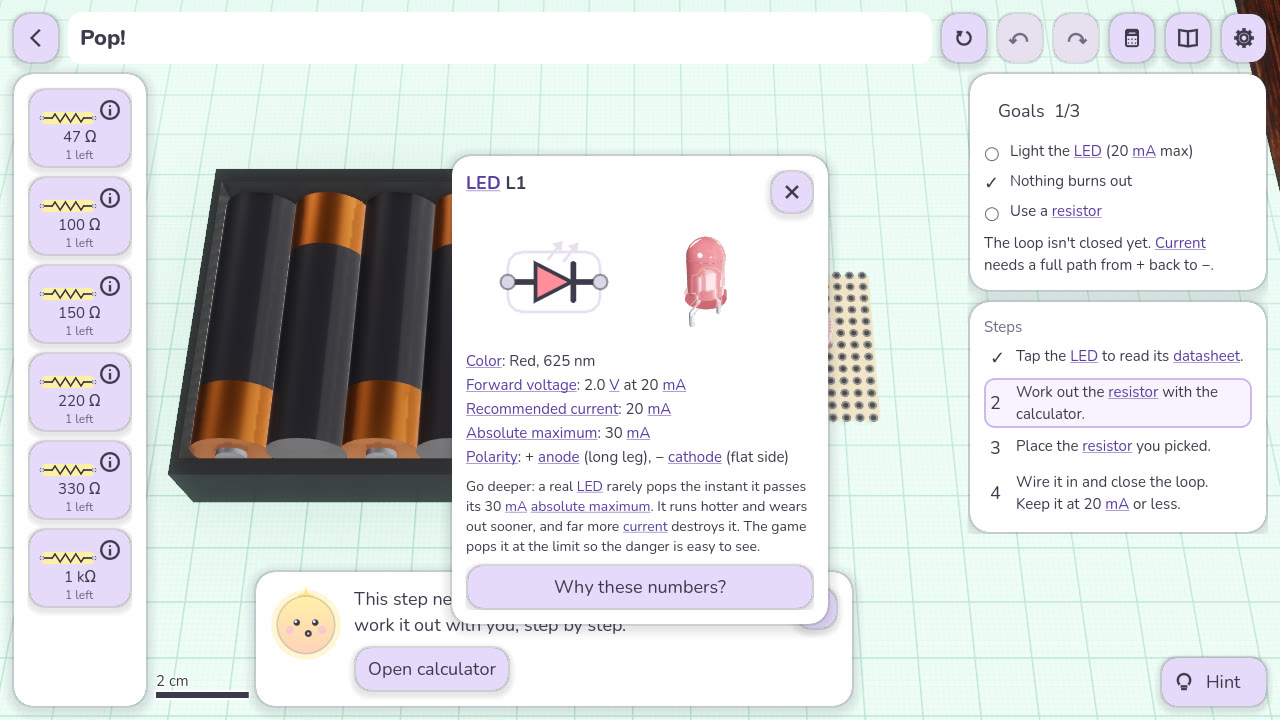 Pop!
47 Ω
1 left
100 Ω
1 left
150 Ω
1 left
220 Ω
1 left
330 Ω
1 left
1 kΩ
1 left
LED L1
Color: Red, 625 nm
Forward voltage: 2.0 V at 20 mA
Recommended current: 20 mA
Absolute maximum: 30 mA
Polarity: + anode (long leg), − cathode (flat side)
Go deeper: a real LED rarely pops the instant it passes
its 30 mA absolute maximum. It runs hotter and wears
out sooner, and far more current destroys it. The game
pops it at the limit so the danger is easy to see.
Why these numbers?
This step ne
work it out with you, step by step.
Open calculator
2 cm
Goals 1/3
Light the LED (20 mA max)
Nothing burns out
Use a resistor
The loop isn't closed yet. Current
needs a full path from + back to −.
Steps
Tap the LED to read its datasheet.
2 Work out the resistor with the
calculator.
3 Place the resistor you picked.
4 Wire it in and close the loop.
Keep it at 20 mA or less.
Hint